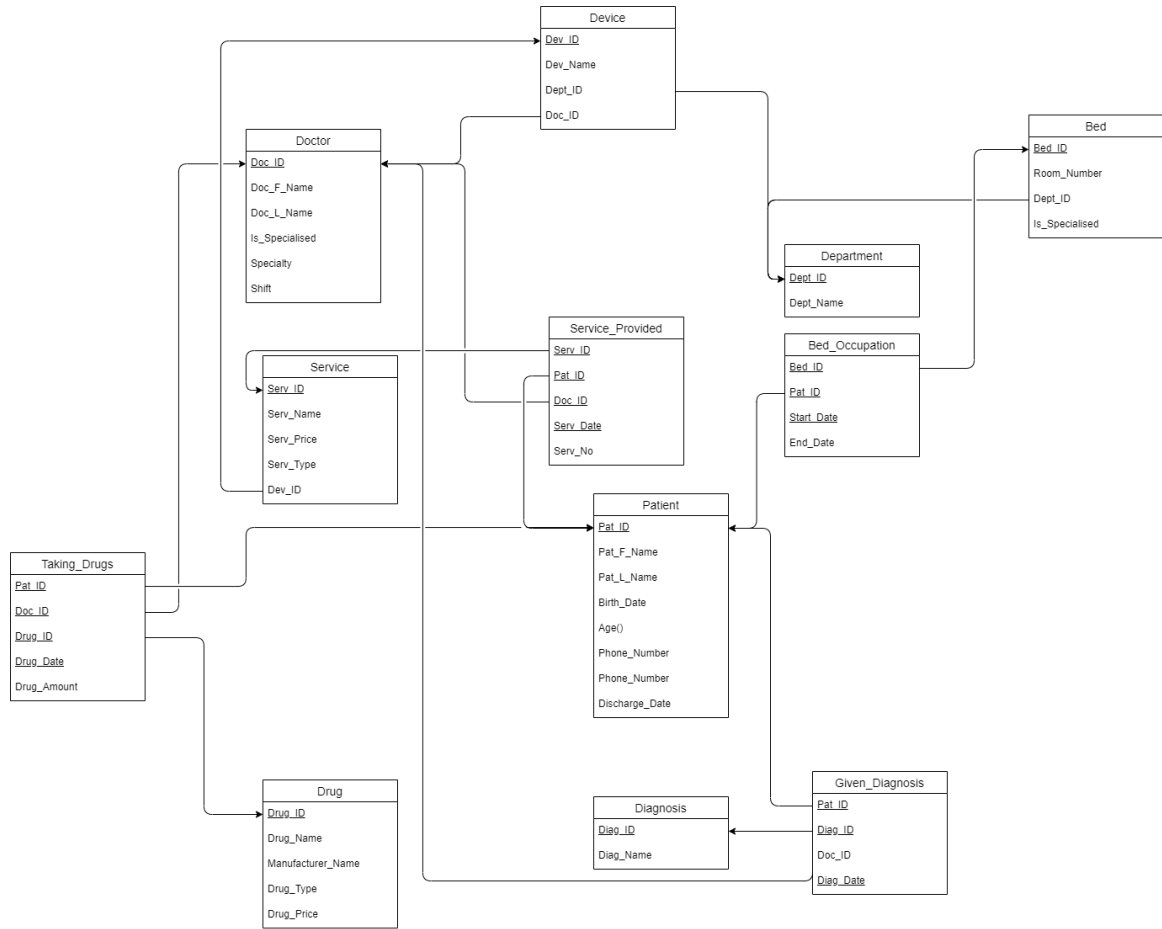 Device
Dev_ID
Dev_Name
Dept_ID
Doc_ID
Doctor
Doc_ID
Doc_F_Name
Doc_L_Name
Is_Specialised
Specialty
Shift
Bed
Bed_ID
Room_Number
Dept_ID
Is_Specialised
Department
Dept_ID
Dept_Name
Service_Provided
Serv_ID
Pat_ID
Doc_ID
Serv_Date
Serv_No
Bed_Occupation
Bed_ID
Pat_ID
Start_Date
End_Date
Service
Serv_ID
Serv_Name
Serv_Price
Serv_Type
Dev_ID
Patient
Pat_ID
Pat_F_Name
Pat_L_Name
Birth_Date
Age()
Phone_Number
Phone_Number
Discharge_Date
Taking_Drugs
Pat_ID
Doc_ID
Drug_ID
Drug_Date
Drug_Amount
Drug
Drug_ID
Drug_Name
Manufacturer_Name
Drug_Type
Drug_Price
Diagnosis
Diag_ID
Diag_Name
Given_Diagnosis
Pat_ID
Diag_ID
Doc_ID
Diag_Date